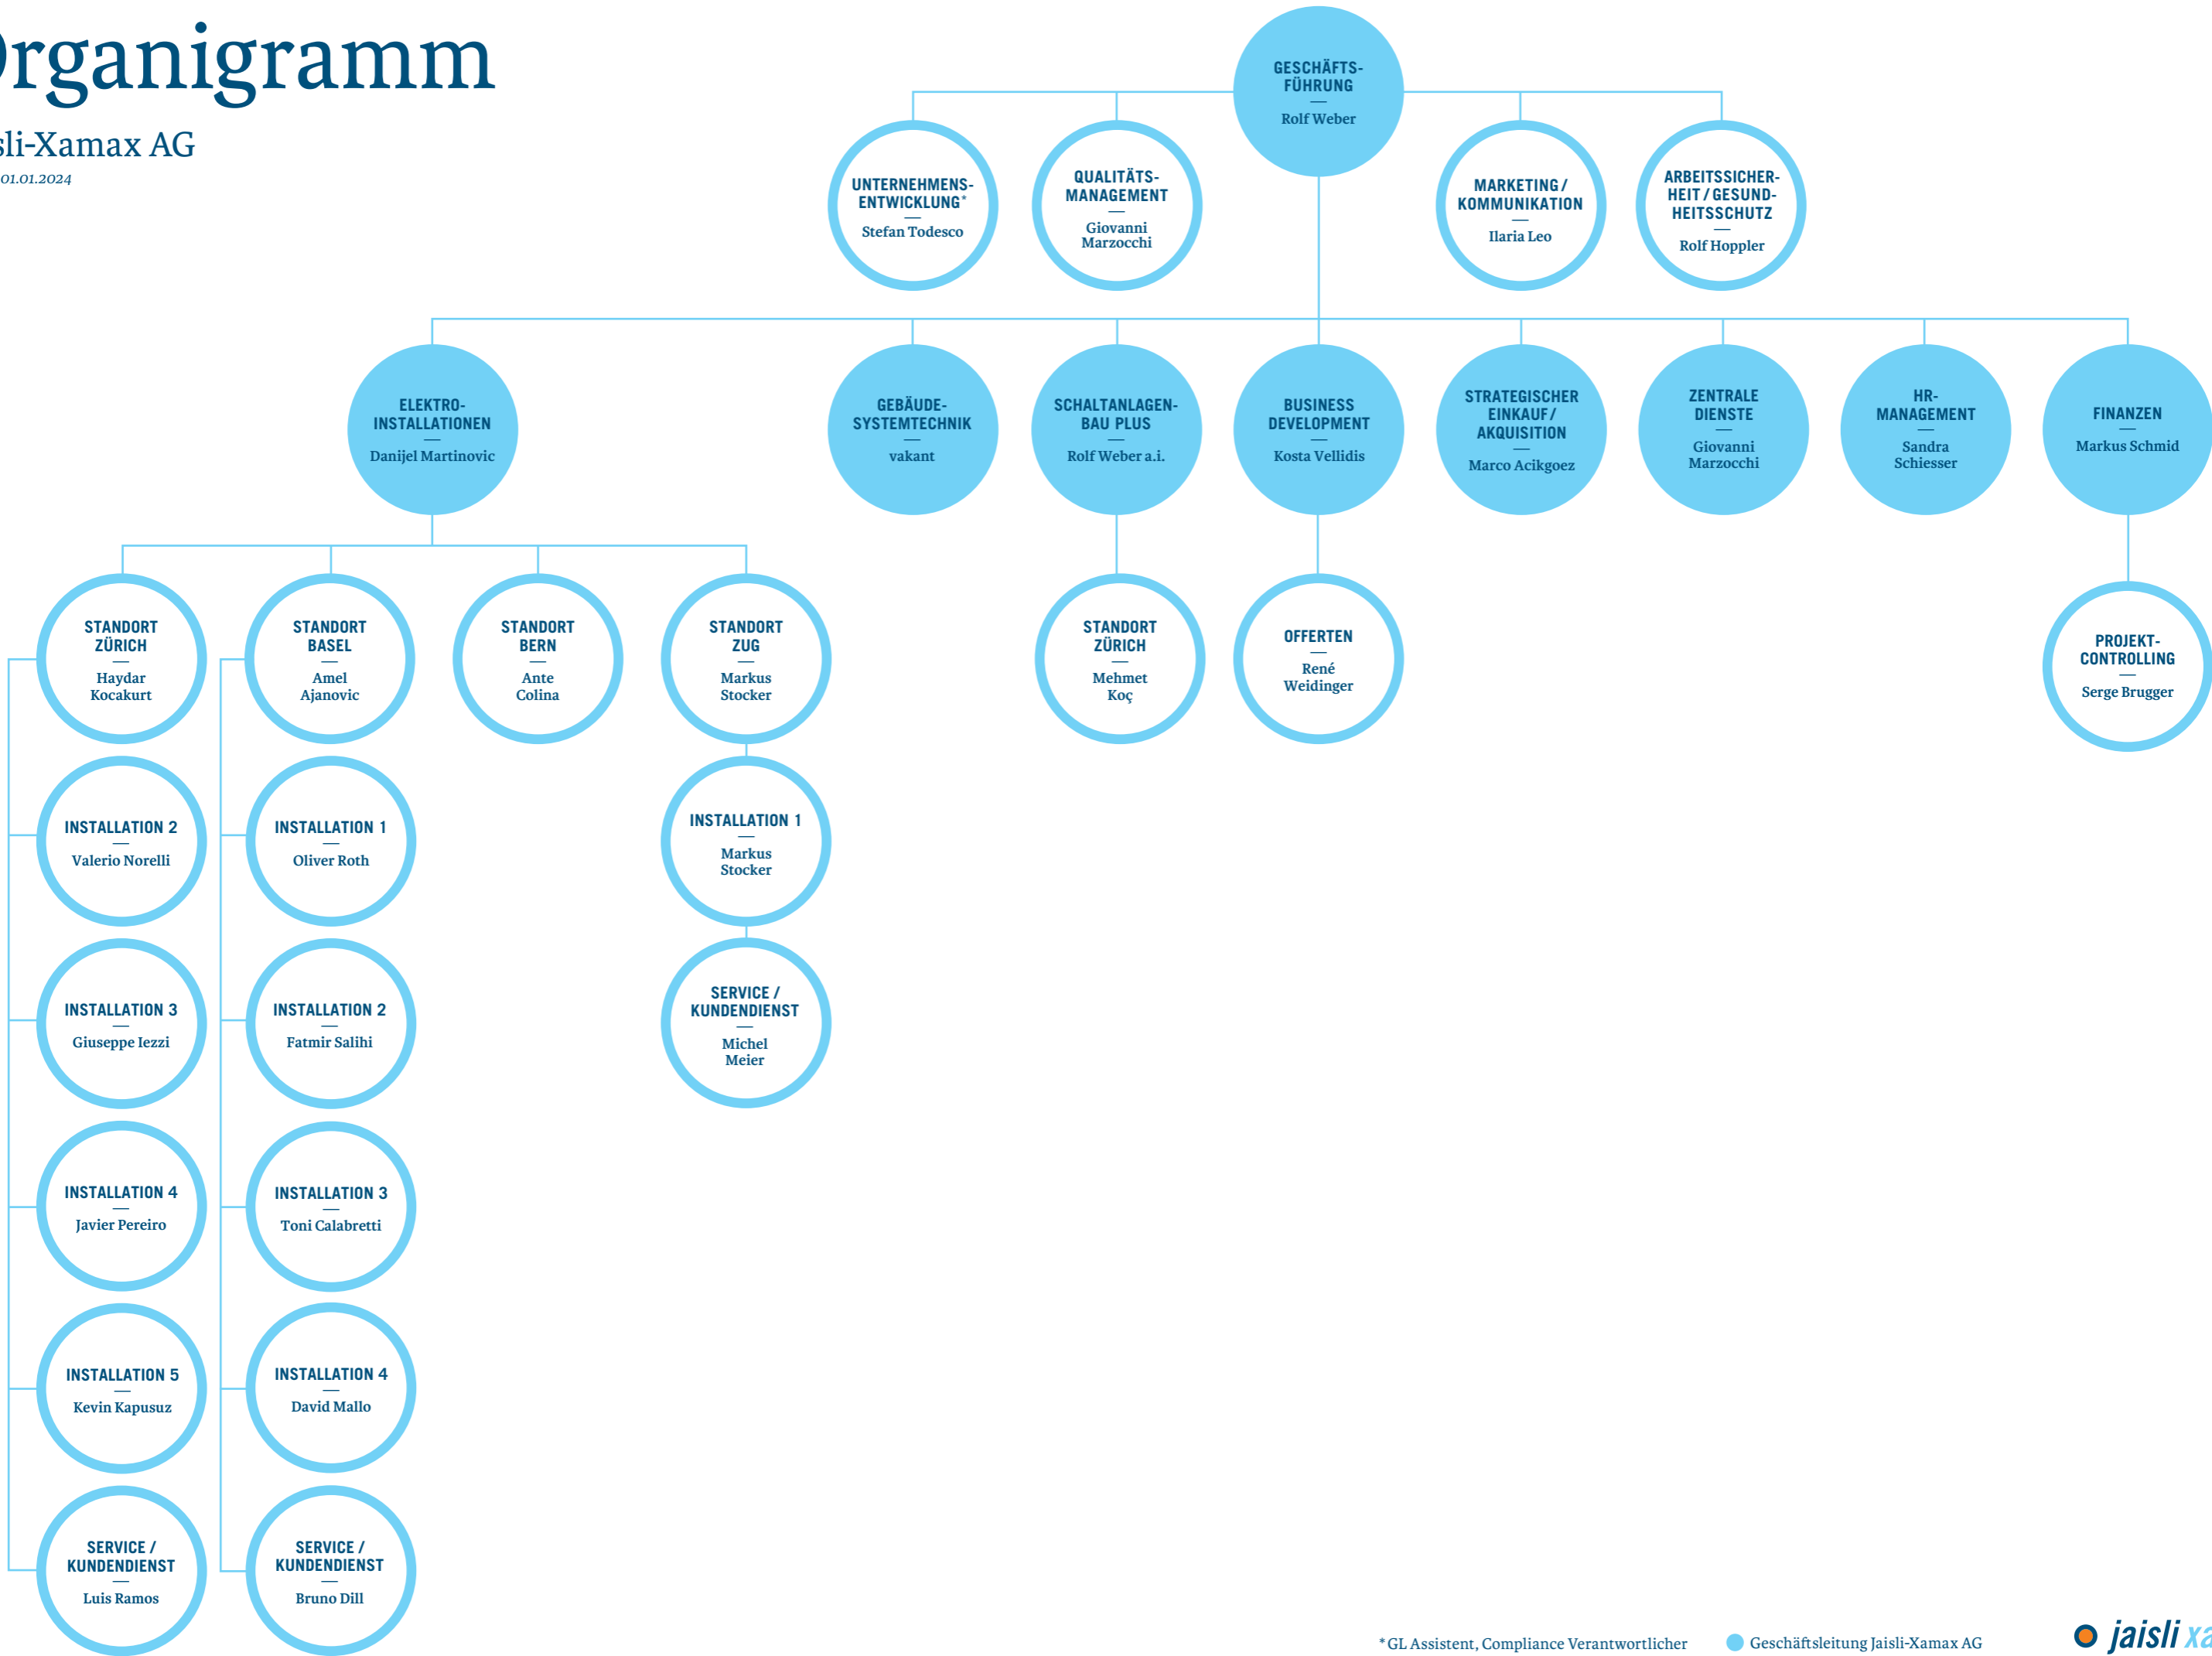 Organigramm
sli-Xamax AG
01.01.2024
GESCHÄFTS-
FÜHRUNG
Rolf Weber
UNTERNEHMENS-
ENTWICKLUNG*
Stefan Todesco
QUALITÄTS-
MANAGEMENT
Giovanni
Marzocchi
MARKETING /
KOMMUNIKATION
Ilaria Leo
ARBEITSSICHER-
HEIT / GESUND-
HEITSSCHUTZ
Rolf Hoppler
ELEKTRO-
INSTALLATIONEN
Danijel Martinovic
GEBÄUDE-
SYSTEMTECHNIK
vakant
SCHALTANLAGEN-
BAU PLUS
Rolf Weber a.i.
BUSINESS
DEVELOPMENT
Kosta Vellidis
STRATEGISCHER
EINKAUF /
AKQUISITION
Marco Acikgoez
ZENTRALE
DIENSTE
Giovanni
Marzocchi
HR-
MANAGEMENT
Sandra
Schiesser
FINANZEN
Markus Schmid
STANDORT
ZÜRICH
Haydar
Kocakurt
STANDORT
BASEL
Amel
Ajanovic
STANDORT
BERN
Ante
Colina
STANDORT
ZUG
Markus
Stocker
STANDORT
ZÜRICH
Mehmet
Koç
OFFERTEN
René
Weidinger
PROJEKT-
CONTROLLING
Serge Brugger
INSTALLATION 2
Valerio Norelli
INSTALLATION 1
Oliver Roth
INSTALLATION 1
Markus
Stocker
INSTALLATION 3
Giuseppe Iezzi
INSTALLATION 2
Fatmir Salihi
SERVICE /
KUNDENDIENST
Michel
Meier
INSTALLATION 4
Javier Pereiro
INSTALLATION 3
Toni Calabretti
INSTALLATION 5
Kevin Kapusuz
INSTALLATION 4
David Mallo
SERVICE /
KUNDENDIENST
Luis Ramos
SERVICE /
KUNDENDIENST
Bruno Dill
*GL Assistent, Compliance Verantwortlicher
Geschäftsleitung Jaisli-Xamax AG
jaisli xa